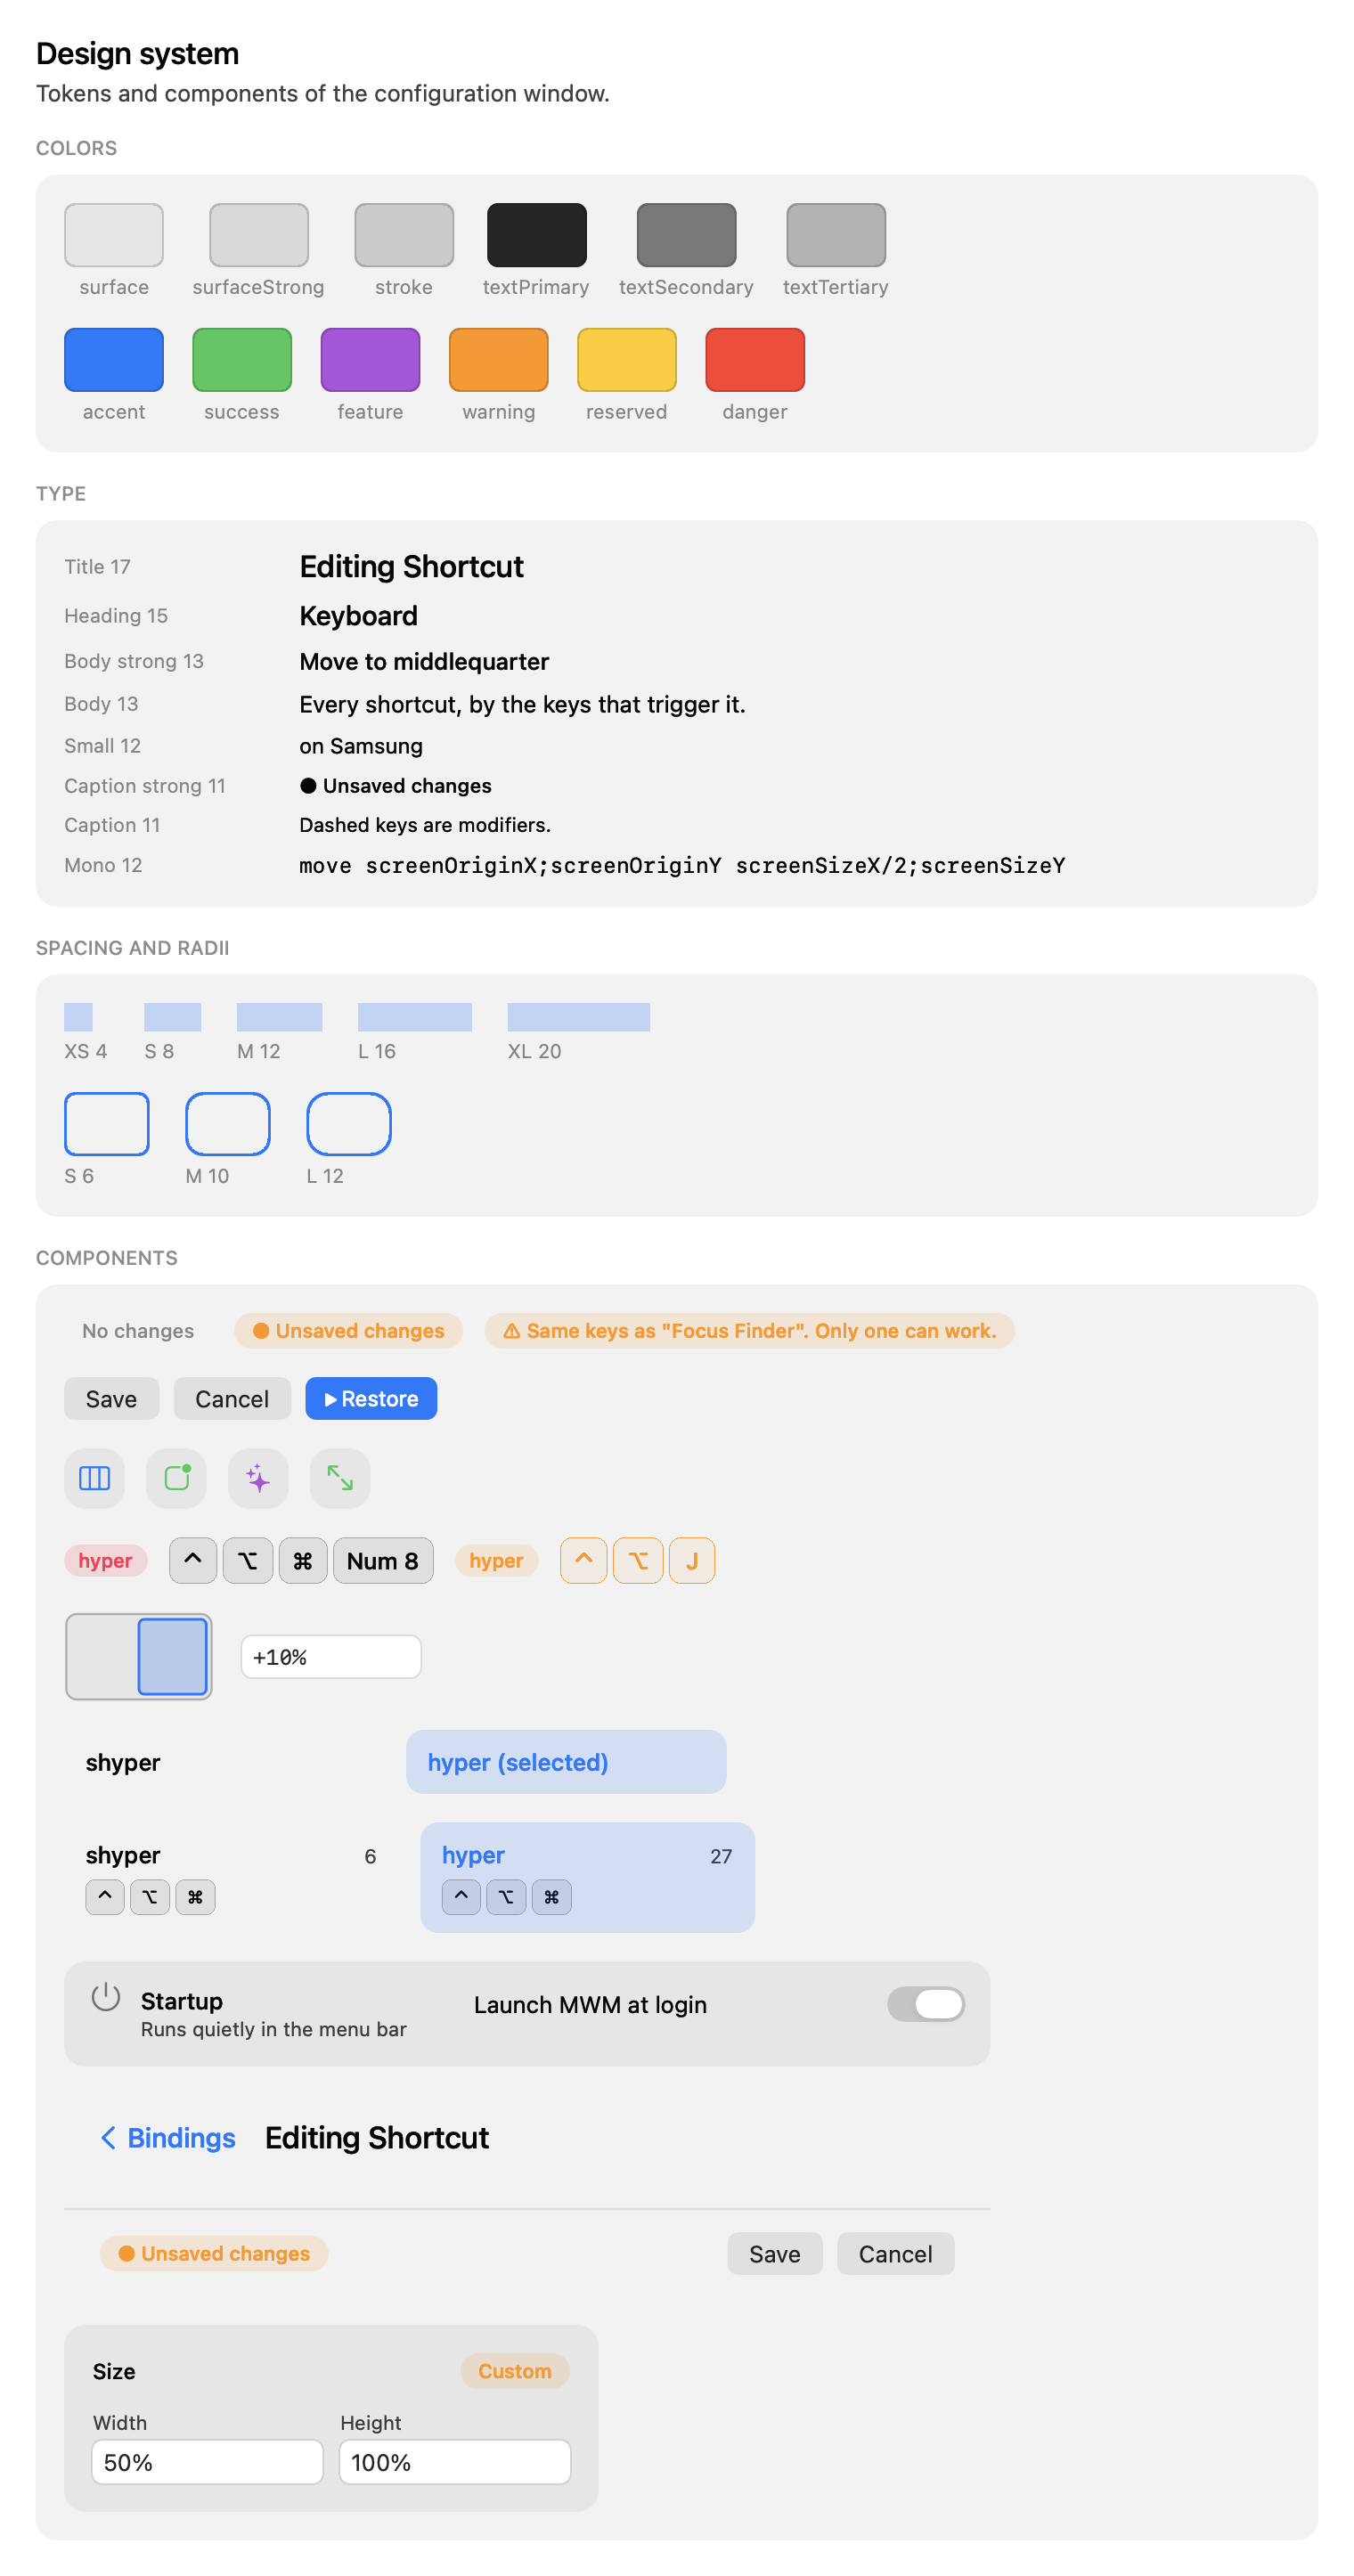 Design system
Tokens and components of the configuration window.
COLORS
surface surfaceStrong stroke textPrimary textSecondary textTertiary
accent success feature warning reserved danger
TYPE
Title 17 Editing Shortcut
Heading 15 Keyboard
Body strong 13 Move to middlequarter
Body 13 Every shortcut, by the keys that trigger it.
Small 12 on Samsung
Caption strong 11 ● Unsaved changes
Caption 11 Dashed keys are modifiers.
Mono 12 move screenOriginX;screenOriginY screenSizeX/2;screenSizeY
SPACING AND RADII
XS 4 S 8 M 12 L 16 XL 20
S 6 M 10 L 12
COMPONENTS
No changes ● Unsaved changes ⚠ Same keys as "Focus Finder". Only one can work.
Save Cancel Restore
hyper ⌃ ⌥ ⌘ Num 8 hyper ⌃ ⌥ J
+10%
shyper hyper (selected)
shyper 6 hyper 27
⌃ ⌥ ⌘ ⌃ ⌥ ⌘
Startup Launch MWM at login
Runs quietly in the menu bar
Bindings Editing Shortcut
● Unsaved changes Save Cancel
Size Custom
Width Height
50% 100%